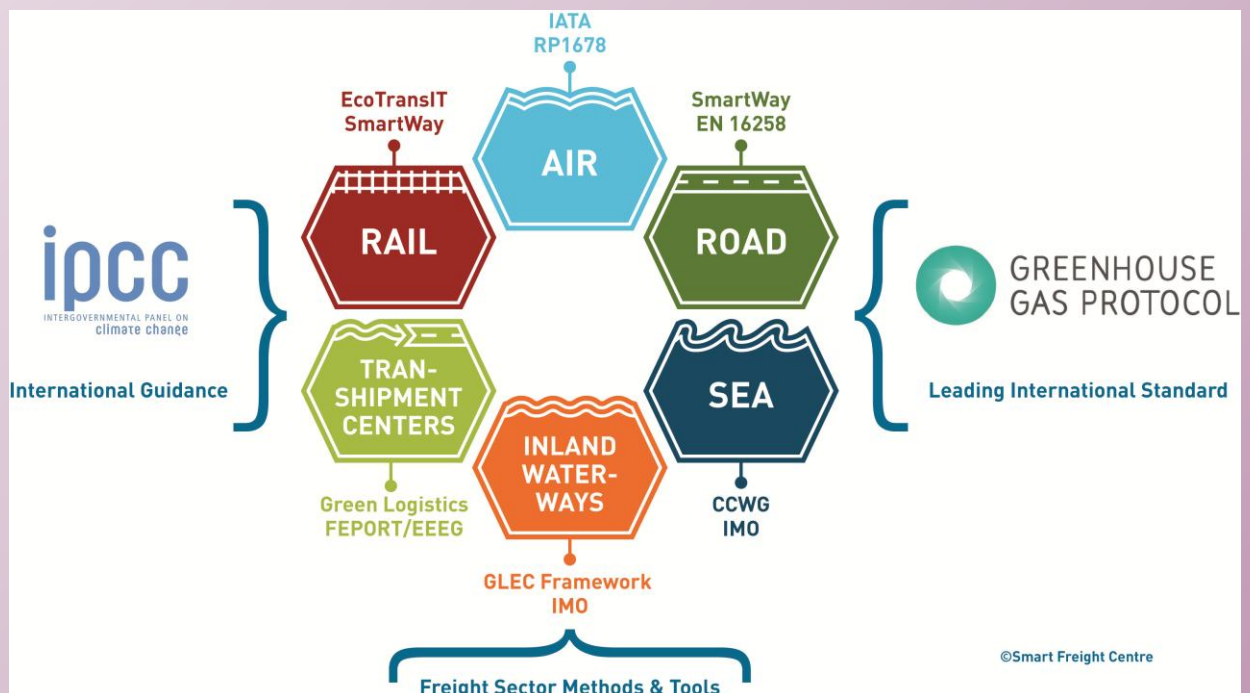 IATA
RP1678
EcoTransIT
SmartWay
SmartWay
EN 16258
AIR
RAIL
ROAD
ipcc
INTERGOVERNMENTAL PANEL ON
climate change
International Guidance
GREENHOUSE
GAS PROTOCOL
Leading International Standard
TRAN-
SHIPMENT
CENTERS
SEA
INLAND
WATER-
WAYS
Green Logistics
FEPORT/EEEG
CCWG
IMO
GLEC Framework
IMO
©Smart Freight Centre
Freight Sector Methods & Tools